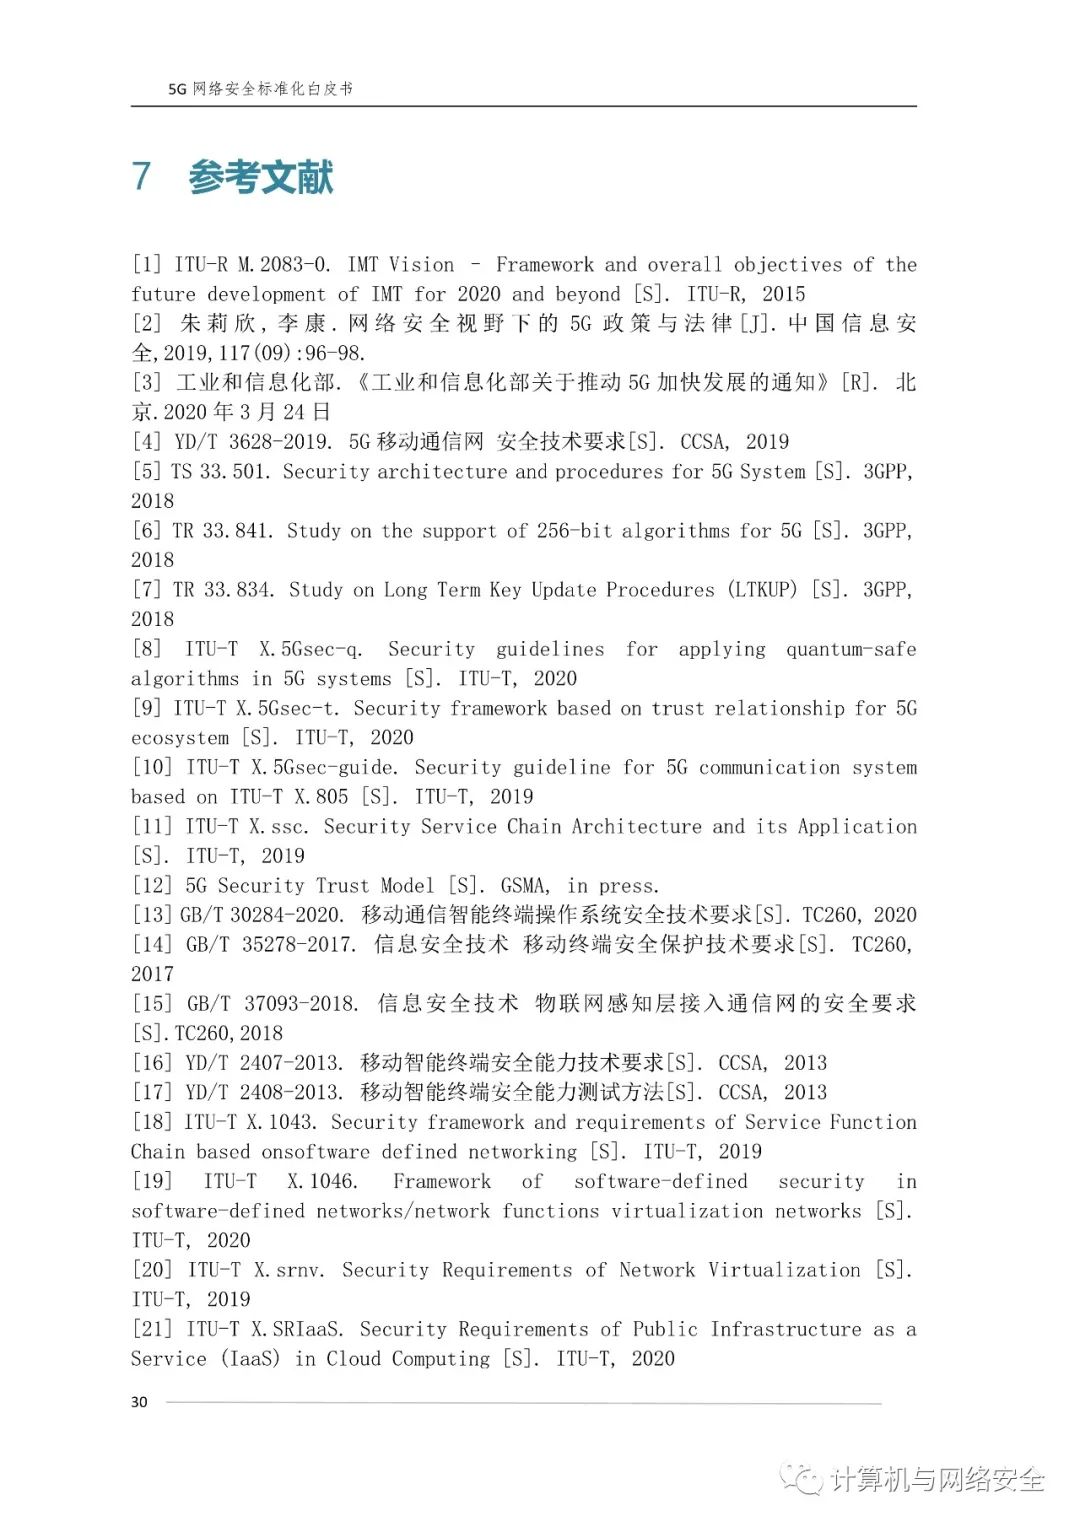 5G 网络安全标准化白皮书
7 参考文献
[1] ITU-R M.2083-0. IMT Vision – Framework and overall objectives of the
future development of IMT for 2020 and beyond [S]. ITU-R, 2015
[2] 朱莉欣,李康.网络安全视野下的 5G 政策与法律[J].中国信息安
全,2019,117(09):96-98.
[3] 工业和信息化部.《工业和信息化部关于推动 5G 加快发展的通知》[R]. 北
京.2020 年 3 月 24 日
[4] YD/T 3628-2019. 5G 移动通信网 安全技术要求[S]. CCSA, 2019
[5] TS 33.501. Security architecture and procedures for 5G System [S]. 3GPP,
2018
[6] TR 33.841. Study on the support of 256-bit algorithms for 5G [S]. 3GPP,
2018
[7] TR 33.834. Study on Long Term Key Update Procedures (LTKUP) [S]. 3GPP,
2018
[8] ITU-T X.5Gsec-q. Security guidelines for applying quantum-safe
algorithms in 5G systems [S]. ITU-T, 2020
[9] ITU-T X.5Gsec-t. Security framework based on trust relationship for 5G
ecosystem [S]. ITU-T, 2020
[10] ITU-T X.5Gsec-guide. Security guideline for 5G communication system
based on ITU-T X.805 [S]. ITU-T, 2019
[11] ITU-T X.ssc. Security Service Chain Architecture and its Application
[S]. ITU-T, 2019
[12] 5G Security Trust Model [S]. GSMA, in press.
[13] GB/T 30284-2020. 移动通信智能终端操作系统安全技术要求[S]. TC260, 2020
[14] GB/T 35278-2017. 信息安全技术 移动终端安全保护技术要求[S]. TC260,
2017
[15] GB/T 37093-2018. 信息安全技术 物联网感知层接入通信网的安全要求
[S].TC260,2018
[16] YD/T 2407-2013. 移动智能终端安全能力技术要求[S]. CCSA, 2013
[17] YD/T 2408-2013. 移动智能终端安全能力测试方法[S]. CCSA, 2013
[18] ITU-T X.1043. Security framework and requirements of Service Function
Chain based onsoftware defined networking [S]. ITU-T, 2019
[19] ITU-T X.1046. Framework of software-defined security in
software-defined networks/network functions virtualization networks [S].
ITU-T, 2020
[20] ITU-T X.srnv. Security Requirements of Network Virtualization [S].
ITU-T, 2019
[21] ITU-T X.SRIaaS. Security Requirements of Public Infrastructure as a
Service (IaaS) in Cloud Computing [S]. ITU-T, 2020
30
计算机与网络安全